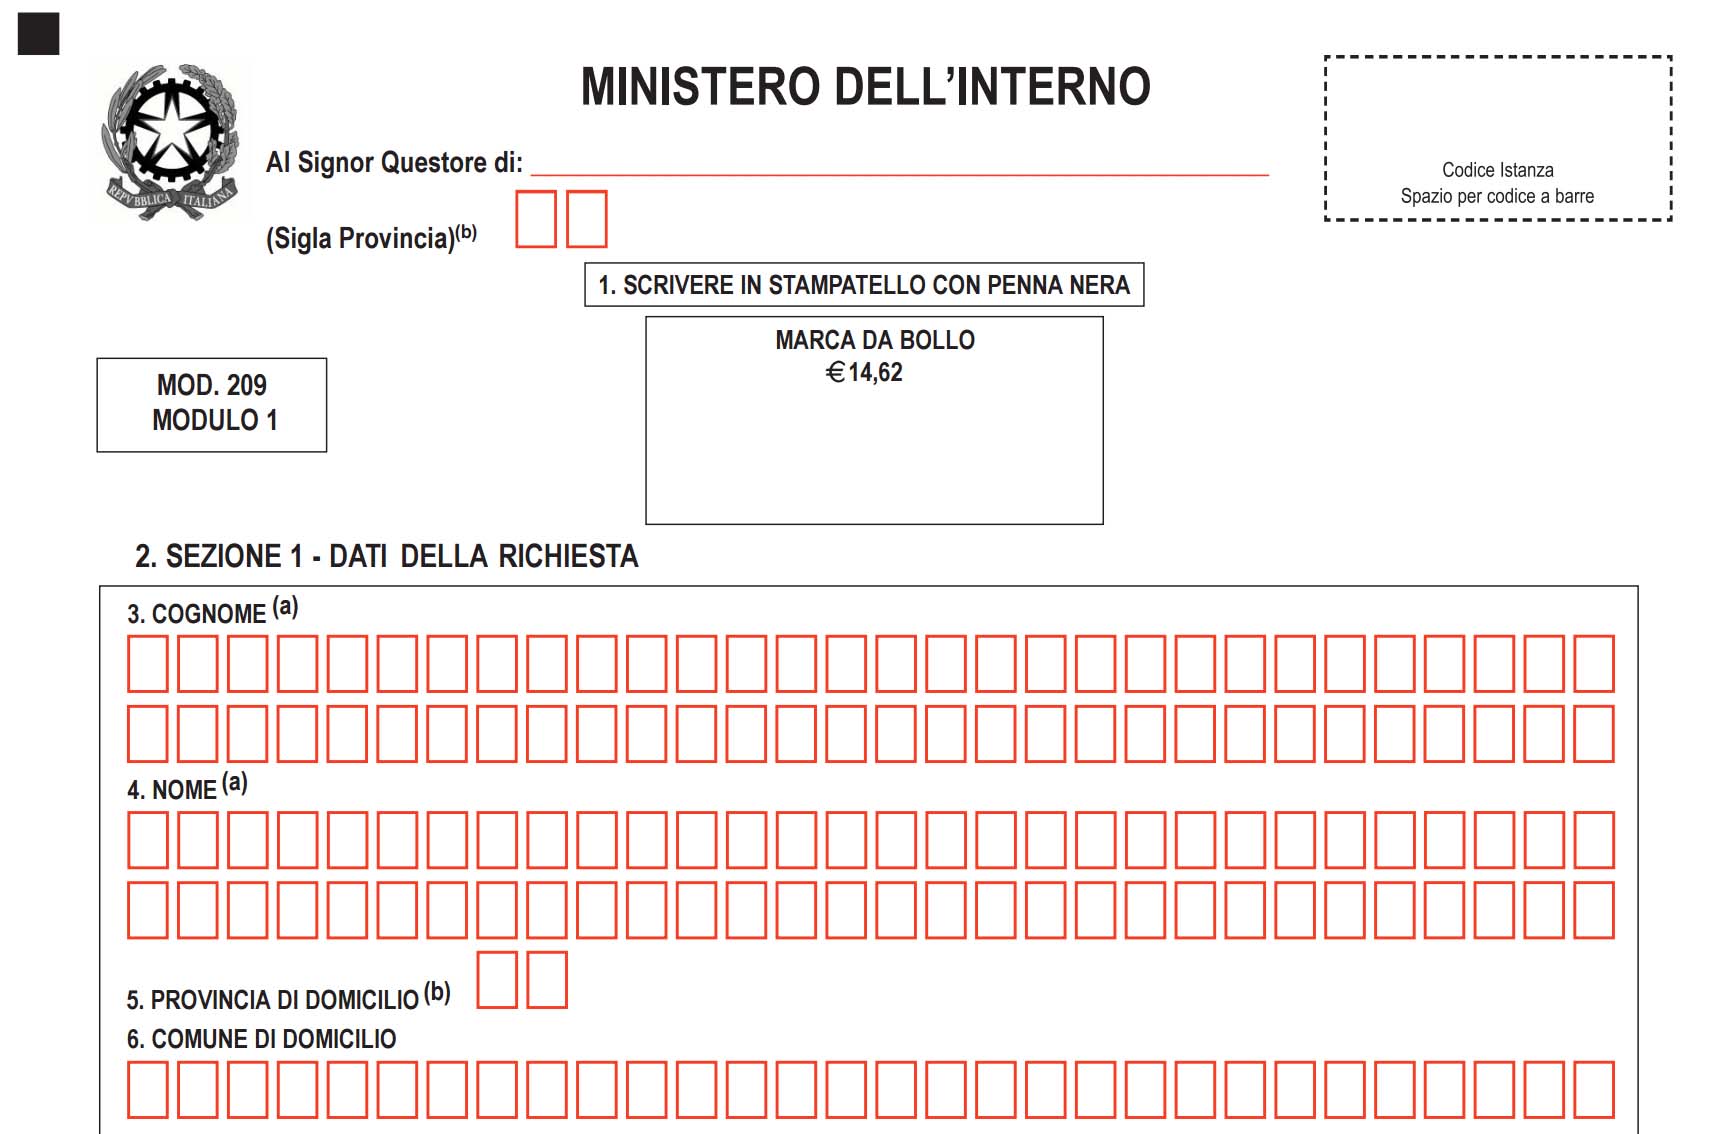 MINISTERO DELL'INTERNO
Al Signor Questore di:
(Sigla Provincia)(b)
Codice Istanza
Spazio per codice a barre
REPVBBLICA ITALIANA
1. SCRIVERE IN STAMPATELLO CON PENNA NERA
MARCA DA BOLLO
€ 14,62
MOD. 209
MODULO 1
2. SEZIONE 1 - DATI DELLA RICHIESTA
3. COGNOME (a)
4. NOME (a)
5. PROVINCIA DI DOMICILIO (b)
6. COMUNE DI DOMICILIO